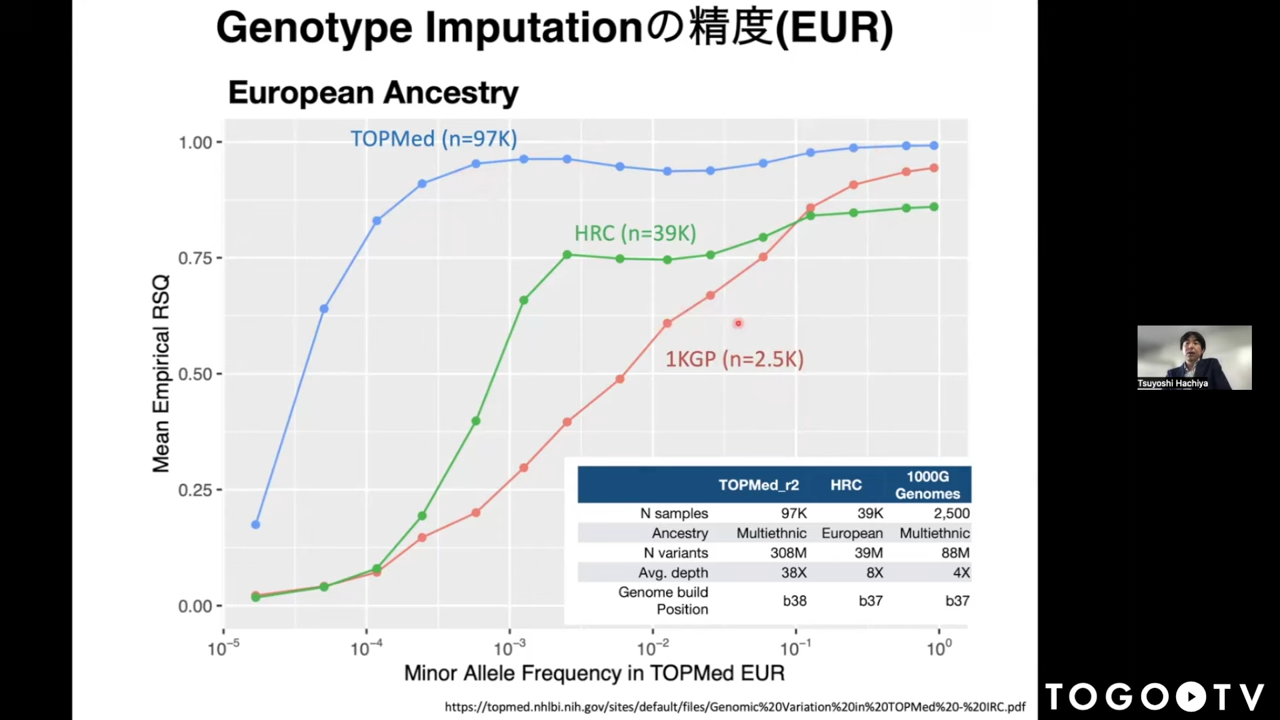 Genotype Imputationの精度(EUR)
European Ancestry
TOPMed (n=97K)
HRC (n=39K)
1KGP (n=2.5K)
Mean Empirical RSQ
1.00
0.75
0.50
0.25
0.00
10⁻⁵ 10⁻⁴ 10⁻³ 10⁻² 10⁻¹ 10⁰
Minor Allele Frequency in TOPMed EUR
TOPMed_r2 HRC 1000G Genomes
N samples 97K 39K 2,500
Ancestry Multiethnic European Multiethnic
N variants 308M 39M 88M
Avg. depth 38X 8X 4X
Genome build Position b38 b37 b37
https://topmed.nhlbi.nih.gov/sites/default/files/Genomic%20Variation%20in%20TOPMed%20-%20IRC.pdf
Tsuyoshi Hachiya
TOGO TV